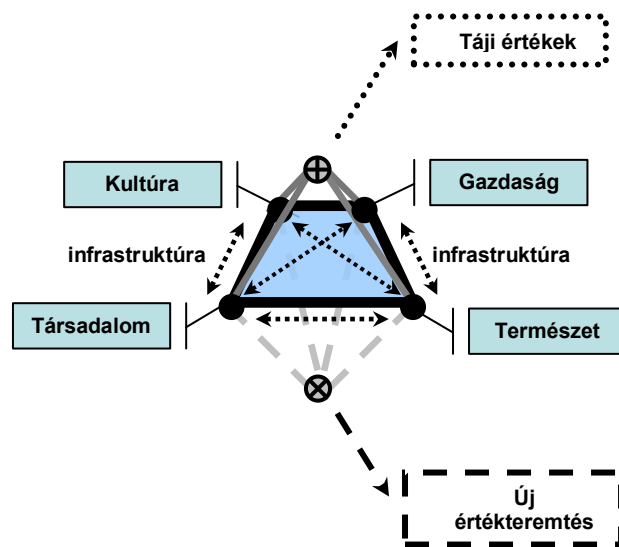 Táji értékek
Kultúra
Gazdaság
infrastruktúra
infrastruktúra
Társadalom
Természet
Új
értékteremtés